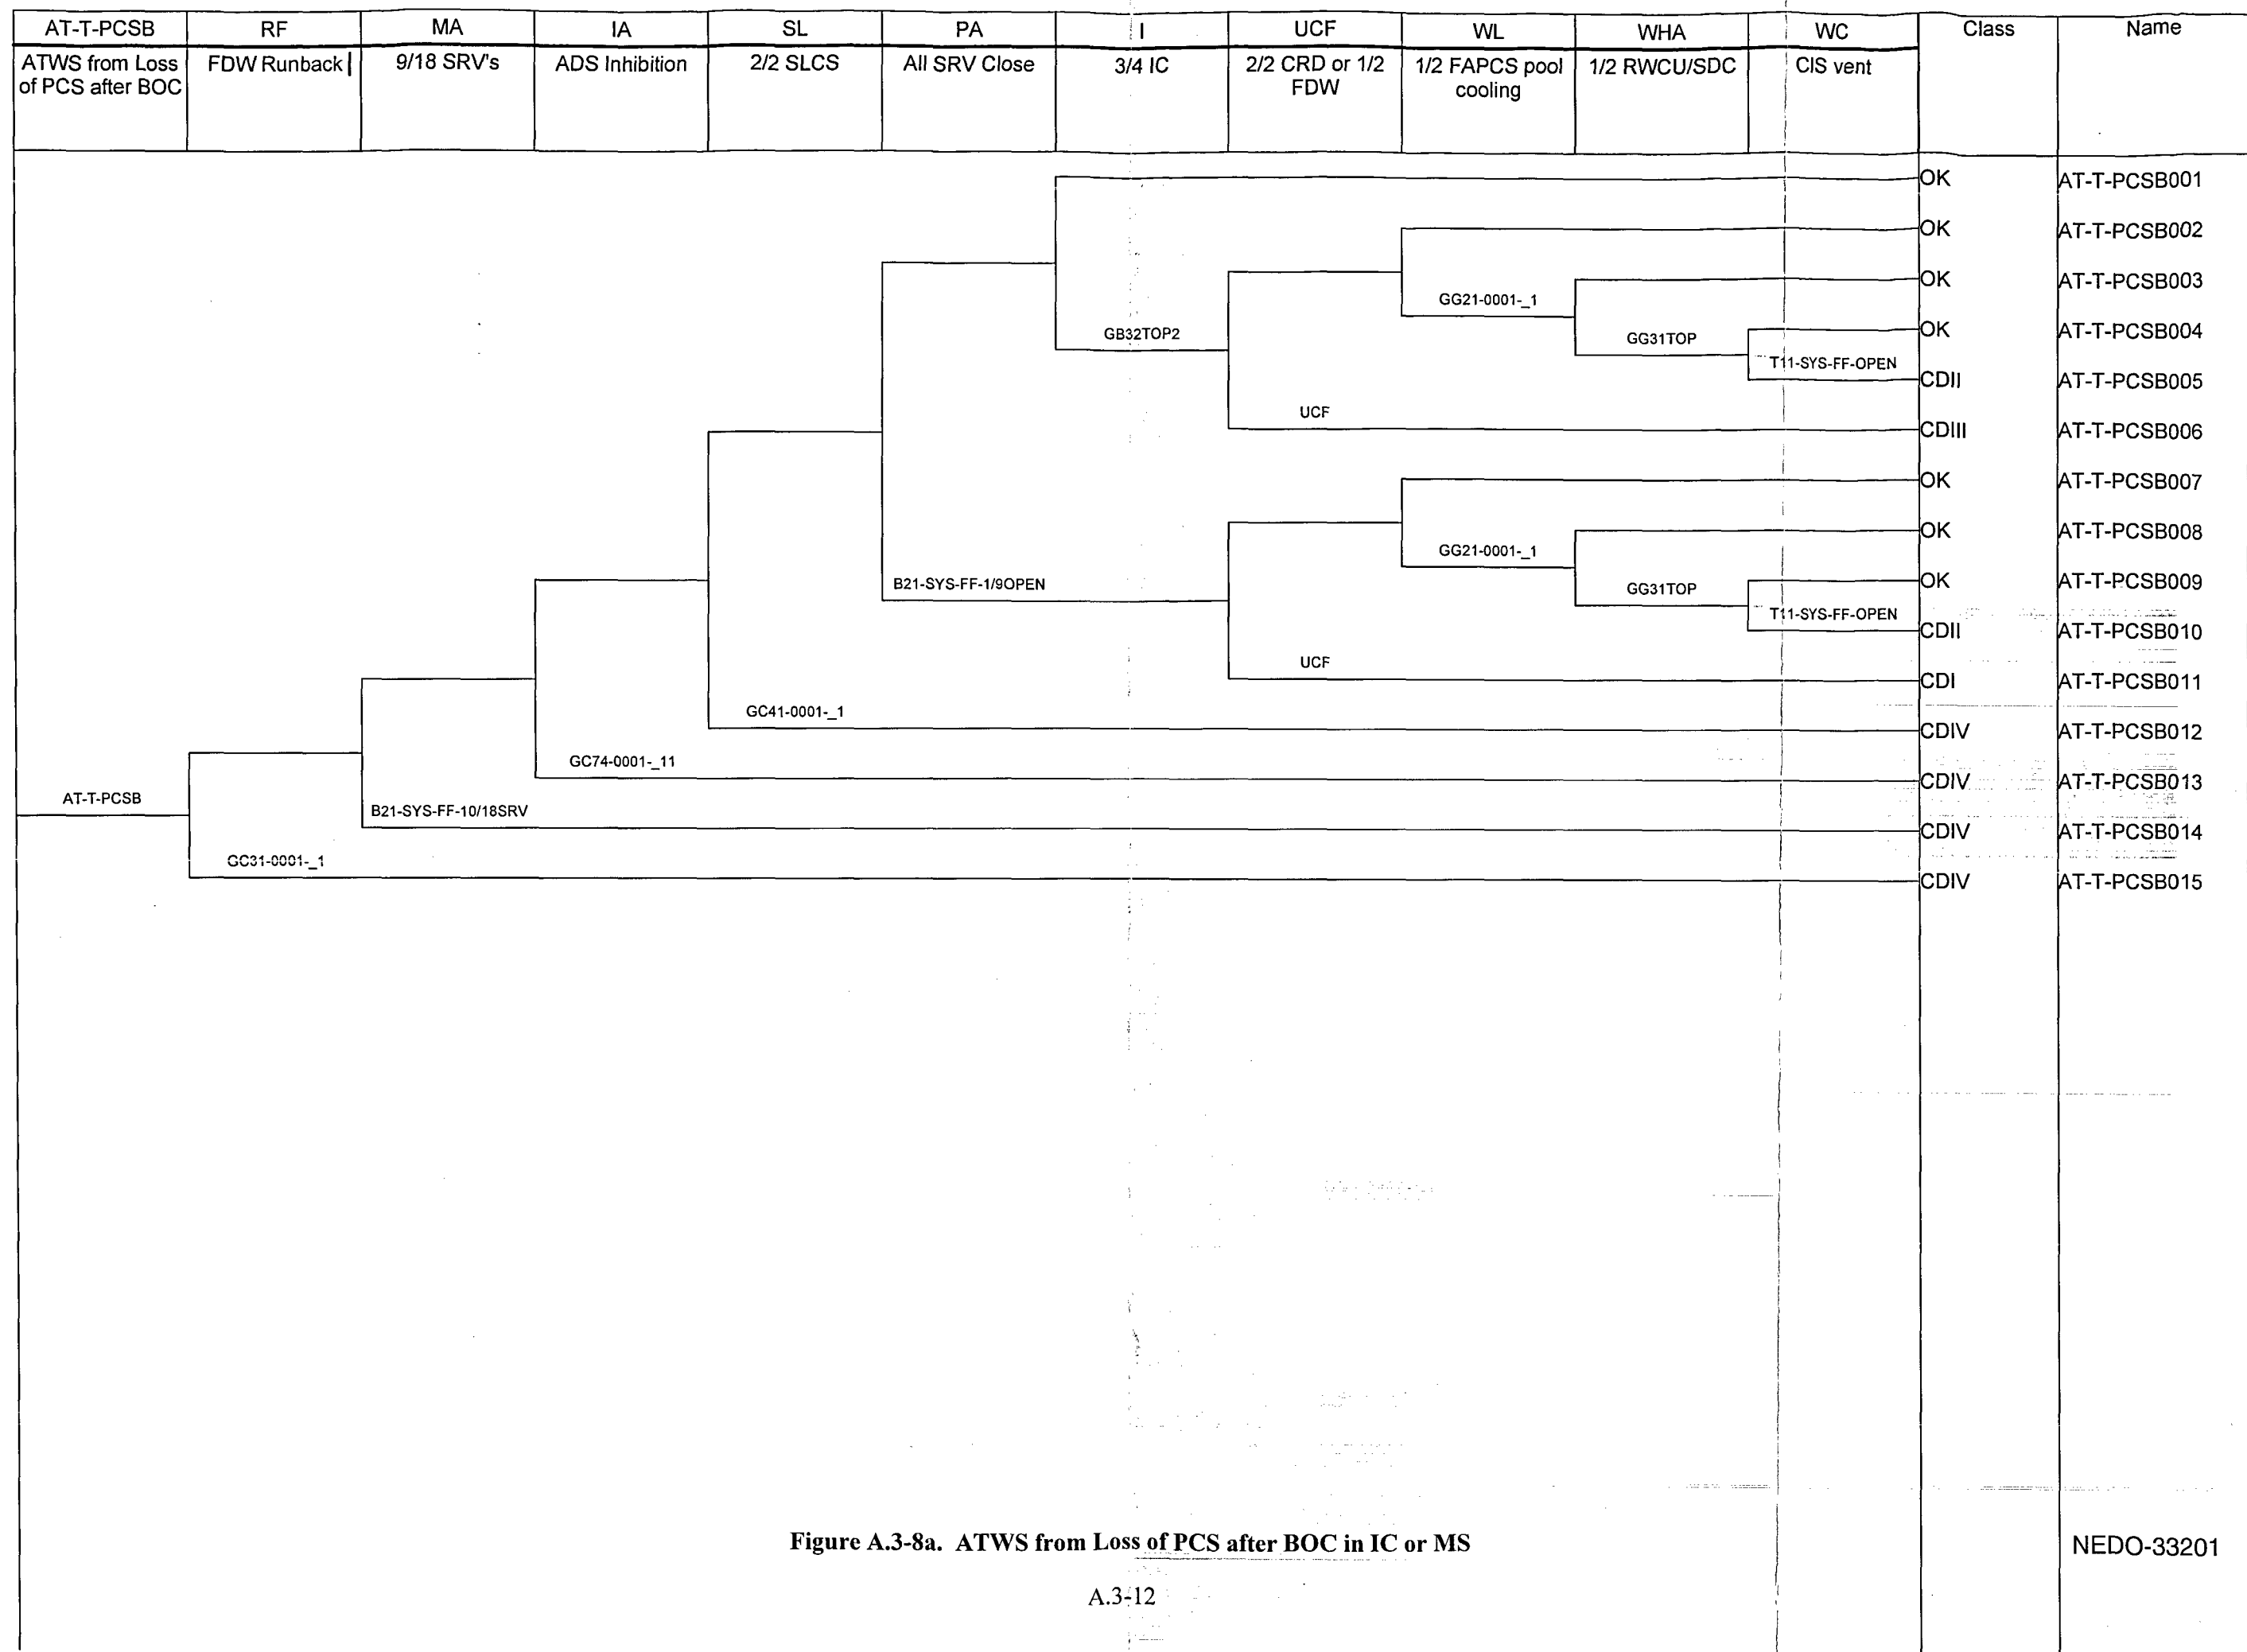 AT-T-PCSB RF MA IA SL PA I UCF WL WHA WC Class Name
ATWS from Loss of PCS after BOC
FDW Runback
9/18 SRV's
ADS Inhibition
2/2 SLCS
All SRV Close
3/4 IC
2/2 CRD or 1/2 FDW
1/2 FAPCS pool cooling
1/2 RWCU/SDC
CIS vent
OK AT-T-PCSB001
OK AT-T-PCSB002
OK AT-T-PCSB003
GG21-0001-_1
OK AT-T-PCSB004
GB32TOP2
GG31TOP
T11-SYS-FF-OPEN
CDII AT-T-PCSB005
UCF
CDIII AT-T-PCSB006
OK AT-T-PCSB007
OK AT-T-PCSB008
GG21-0001-_1
OK AT-T-PCSB009
B21-SYS-FF-1/9OPEN
GG31TOP
T11-SYS-FF-OPEN
CDII AT-T-PCSB010
UCF
CDI AT-T-PCSB011
GC41-0001-_1
CDIV AT-T-PCSB012
GC74-0001-_11
CDIV AT-T-PCSB013
AT-T-PCSB
B21-SYS-FF-10/18SRV
CDIV AT-T-PCSB014
GC31-0001-_1
CDIV AT-T-PCSB015
Figure A.3-8a. ATWS from Loss of PCS after BOC in IC or MS
NEDO-33201
A.3-12